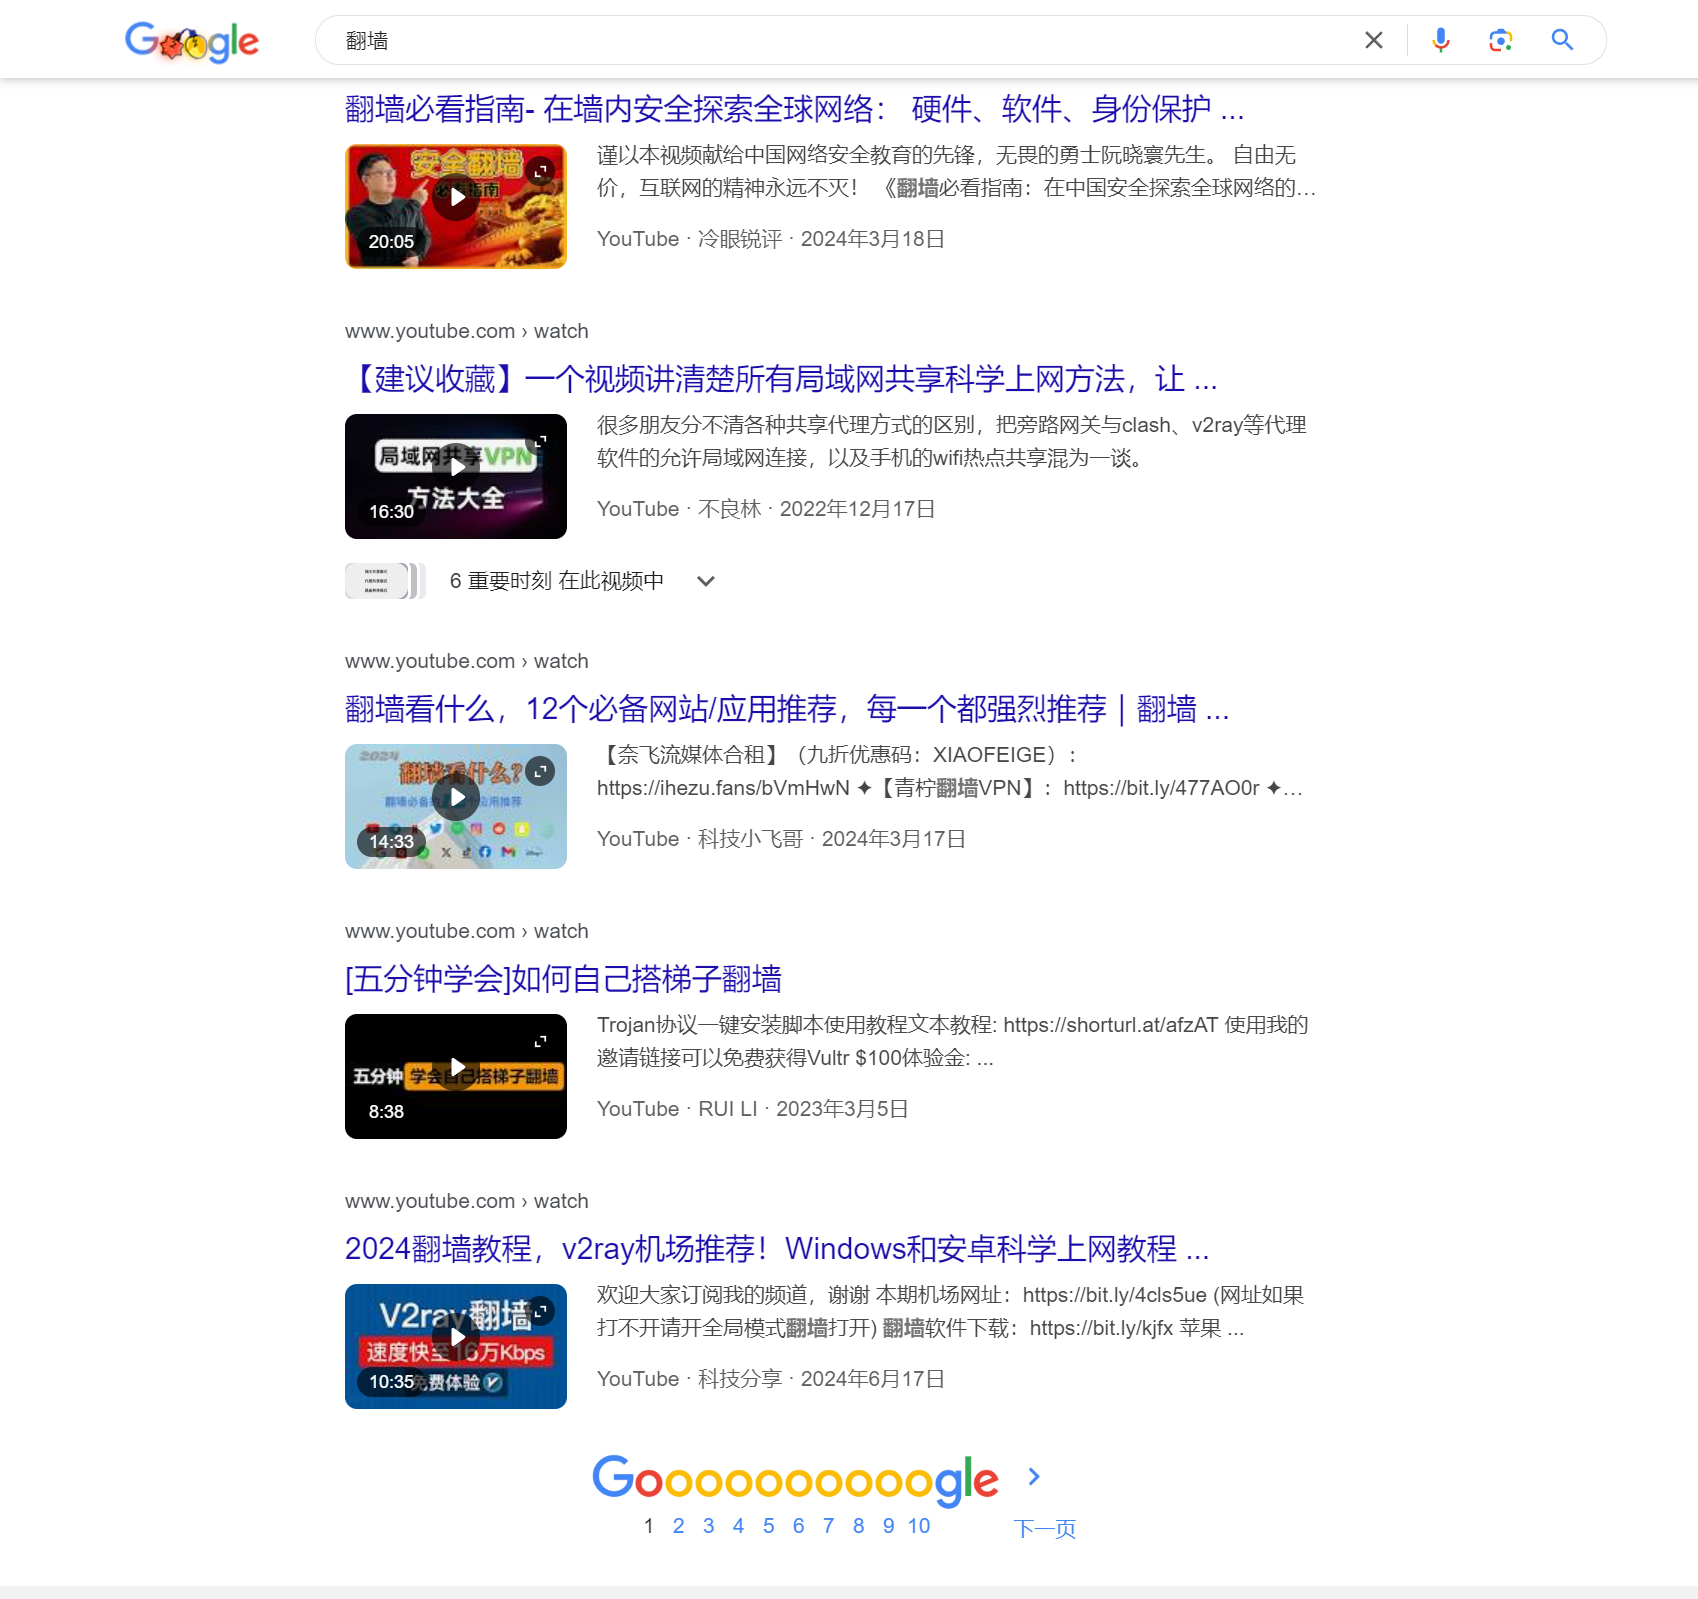 Google
翻墙
翻墙必看指南- 在墙内安全探索全球网络： 硬件、软件、身份保护 ...
安全翻墙
必看指南
20:05
谨以本视频献给中国网络安全教育的先锋，无畏的勇士阮晓寰先生。 自由无
价，互联网的精神永远不灭！ 《翻墙必看指南：在中国安全探索全球网络的...
YouTube · 冷眼锐评 · 2024年3月18日
www.youtube.com › watch
【建议收藏】一个视频讲清楚所有局域网共享科学上网方法，让 ...
局域网共享VPN
方法大全
16:30
很多朋友分不清各种共享代理方式的区别，把旁路网关与clash、v2ray等代理
软件的允许局域网连接，以及手机的wifi热点共享混为一谈。
YouTube · 不良林 · 2022年12月17日
6 重要时刻 在此视频中
www.youtube.com › watch
翻墙看什么，12个必备网站/应用推荐，每一个都强烈推荐｜翻墙 ...
2024
翻墙看什么?
14:33
【奈飞流媒体合租】（九折优惠码：XIAOFEIGE）：
https://ihezu.fans/bVmHwN ✦【青柠翻墙VPN】：https://bit.ly/477AO0r ✦...
YouTube · 科技小飞哥 · 2024年3月17日
www.youtube.com › watch
[五分钟学会]如何自己搭梯子翻墙
五分钟 学会自己搭梯子翻墙
8:38
Trojan协议一键安装脚本使用教程文本教程: https://shorturl.at/afzAT 使用我的
邀请链接可以免费获得Vultr $100体验金: ...
YouTube · RUI LI · 2023年3月5日
www.youtube.com › watch
2024翻墙教程，v2ray机场推荐！Windows和安卓科学上网教程 ...
V2ray翻墙
速度快至16万Kbps
10:35
免费体验
欢迎大家订阅我的频道，谢谢 本期机场网址：https://bit.ly/4cls5ue (网址如果
打不开请开全局模式翻墙打开) 翻墙软件下载：https://bit.ly/kjfx 苹果 ...
YouTube · 科技分享 · 2024年6月17日
Goooooooooogle
1 2 3 4 5 6 7 8 9 10 下一页